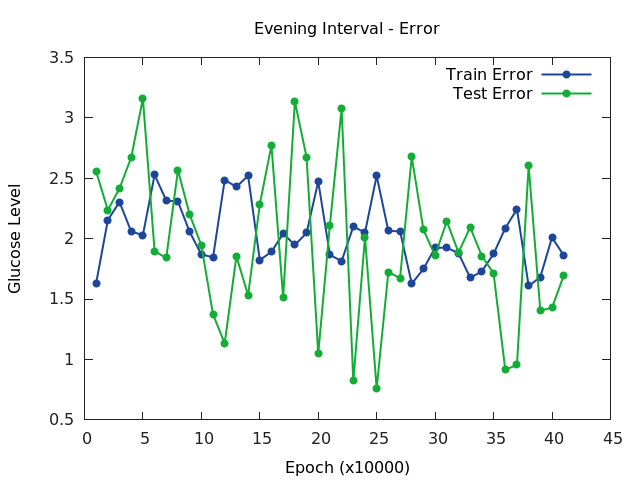 Evening Interval - Error
Train Error
Test Error
3.5
3
2.5
2
1.5
1
0.5
Glucose Level
0 5 10 15 20 25 30 35 40 45
Epoch (x10000)